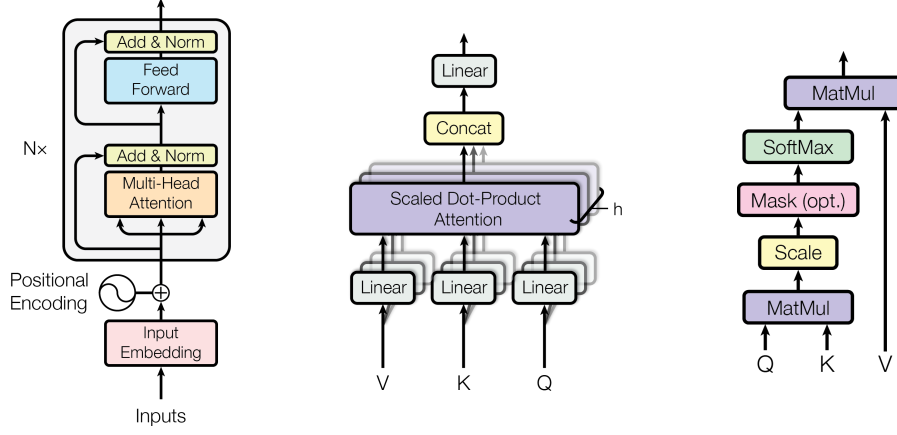 Add & Norm
Feed
Forward
N×
Add & Norm
Multi-Head
Attention
Positional
Encoding
Input
Embedding
Inputs
Linear
Concat
Scaled Dot-Product
Attention
h
Linear
Linear
Linear
V
K
Q
MatMul
SoftMax
Mask (opt.)
Scale
MatMul
Q
K
V